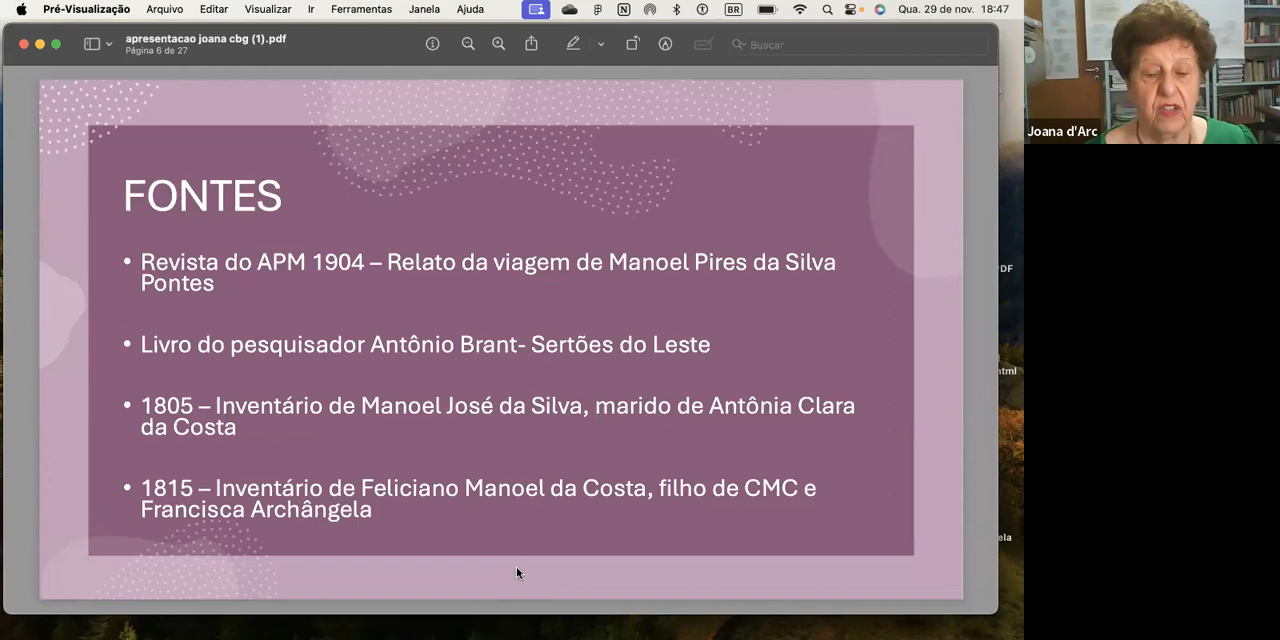 Pré-Visualização Arquivo Editar Visualizar Ir Ferramentas Janela Ajuda BR Qua. 29 de nov. 18:47
apresentacao joana cbg (1).pdf
Página 6 de 27
Buscar
Joana d'Arc
FONTES
• Revista do APM 1904 – Relato da viagem de Manoel Pires da Silva
Pontes
• Livro do pesquisador Antônio Brant- Sertões do Leste
• 1805 – Inventário de Manoel José da Silva, marido de Antônia Clara
da Costa
• 1815 – Inventário de Feliciano Manoel da Costa, filho de CMC e
Francisca Archângela